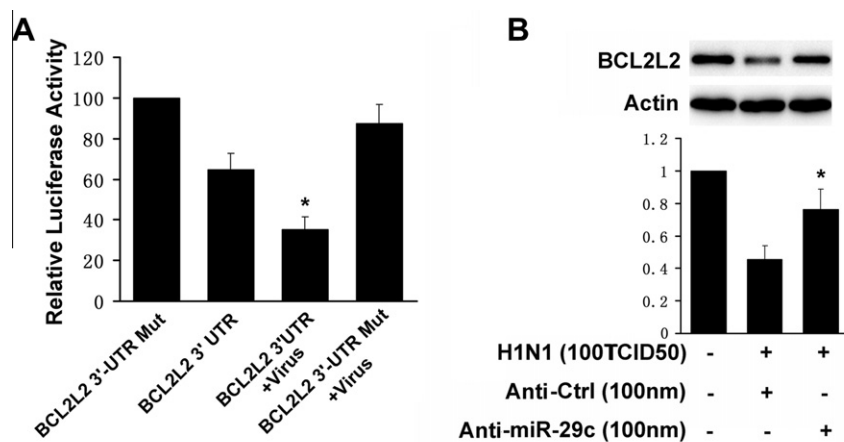 A
Relative Luciferase Activity
120
100
80
60
40
20
0
*
BCL2L2 3'-UTR Mut
BCL2L2 3' UTR
BCL2L2 3'UTR
+Virus
BCL2L2 3'-UTR Mut
+Virus
B
BCL2L2
Actin
1.2
1
0.8
0.6
0.4
0.2
0
*
H1N1 (100TCID50) - + +
Anti-Ctrl (100nm) - + -
Anti-miR-29c (100nm) - - +